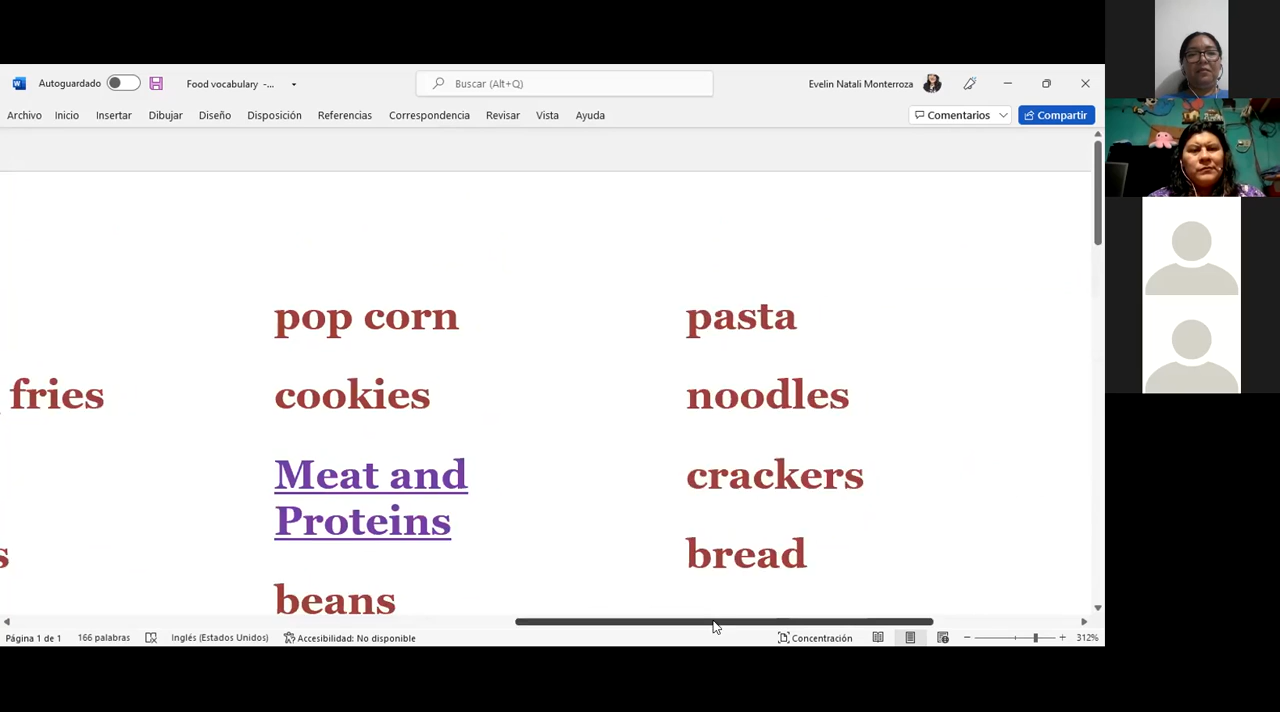 Autoguardado
Food vocabulary -...
Buscar (Alt+Q)
Evelin Natali Monterroza
Archivo Inicio Insertar Dibujar Diseño Disposición Referencias Correspondencia Revisar Vista Ayuda
Comentarios
Compartir
pop corn
pasta
fries
cookies
noodles
Meat and
Proteins
crackers
s
bread
beans
Página 1 de 1 166 palabras Inglés (Estados Unidos) Accesibilidad: No disponible Concentración 312%